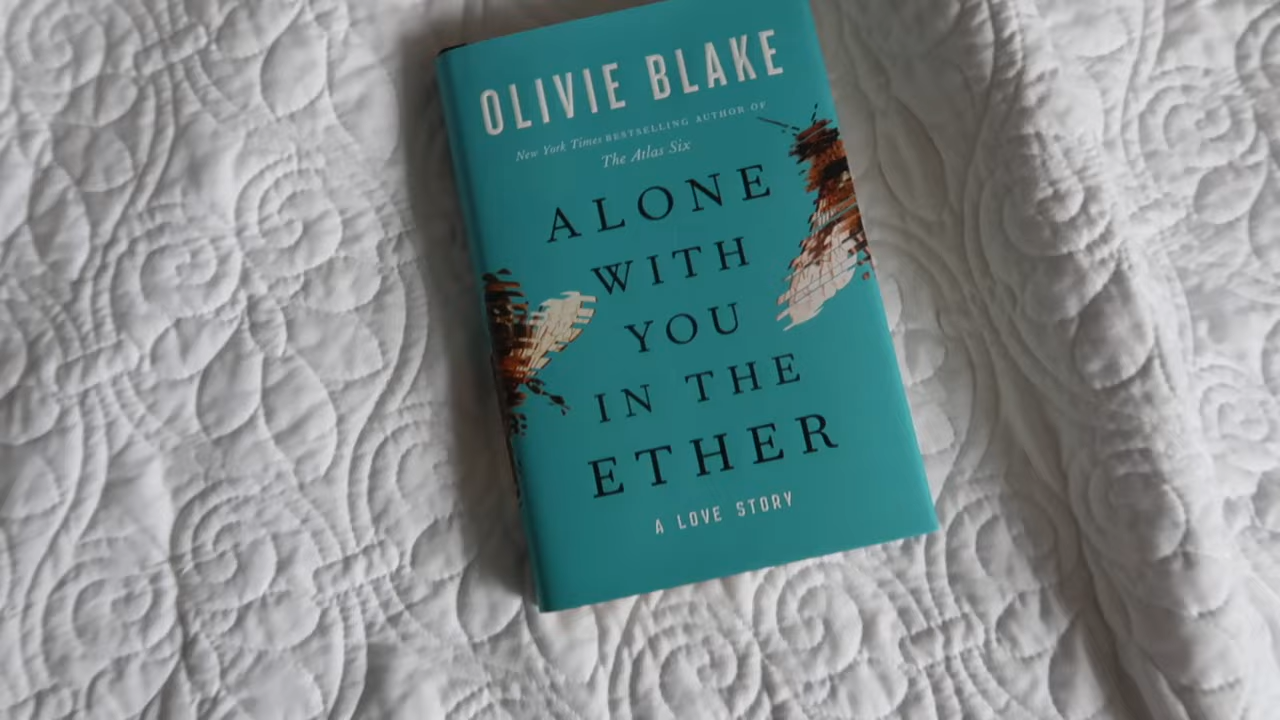 OLIVIE BLAKE
New York Times BESTSELLING AUTHOR OF
The Atlas Six
ALONE
WITH
YOU
IN THE
ETHER
A LOVE STORY